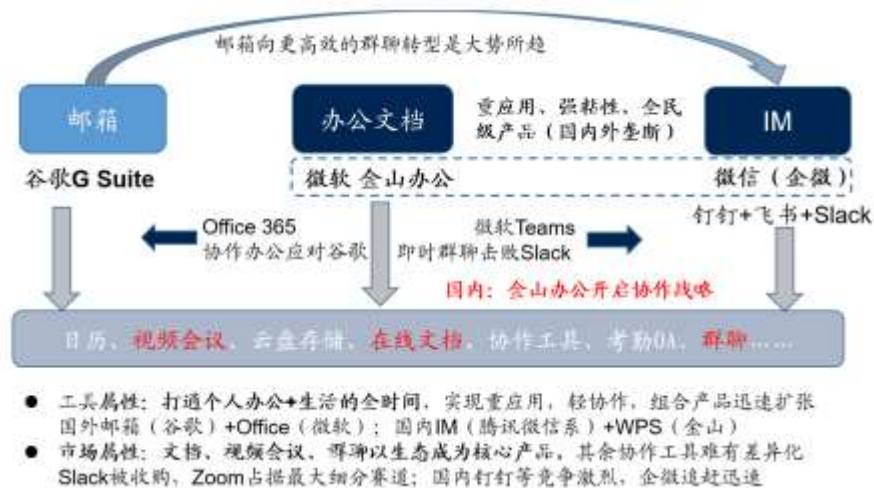 邮箱向更高效的群聊转型是大势所趋
邮箱
办公文档
重应用、强粘性、全民
级产品（国内外垄断）
IM
谷歌G Suite
微软 金山办公
微信（企微）
钉钉+飞书+Slack
Office 365
协作办公应对谷歌
微软Teams
即时群聊击败Slack
国内：金山办公开启协作战略
日历、视频会议、云盘存储、在线文档、协作工具、考勤OA、群聊……
● 工具属性：打通个人办公+生活的全时间，实现重应用，轻协作，组合产品迅速扩张
国外邮箱（谷歌）+Office（微软）；国内IM（腾讯微信系）+WPS（金山）
● 市场属性：文档、视频会议、群聊以生态成为核心产品，其余协作工具难有差异化
Slack被收购、Zoom占据最大细分赛道；国内钉钉等竞争激烈，企微追赶迅速